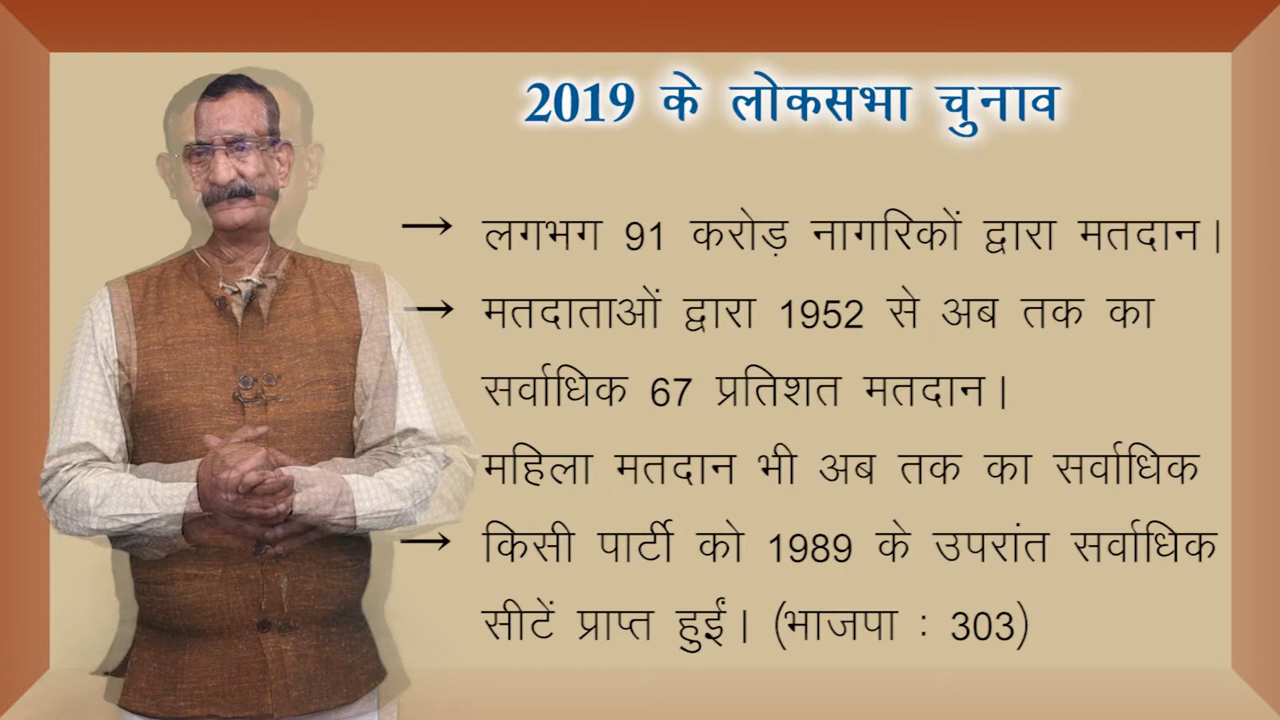 2019 के लोकसभा चुनाव
→ लगभग 91 करोड़ नागरिकों द्वारा मतदान।
→ मतदाताओं द्वारा 1952 से अब तक का
सर्वाधिक 67 प्रतिशत मतदान।
महिला मतदान भी अब तक का सर्वाधिक
→ किसी पार्टी को 1989 के उपरांत सर्वाधिक
सीटें प्राप्त हुईं। (भाजपा : 303)